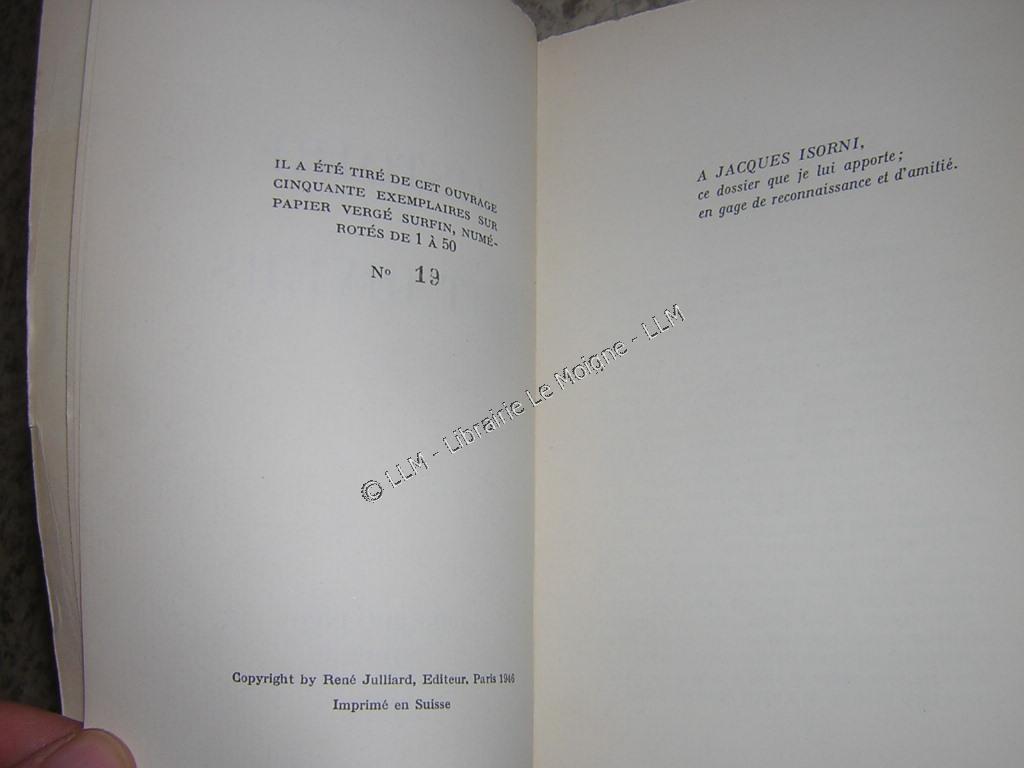 IL A ÉTÉ TIRÉ DE CET OUVRAGE
CINQUANTE EXEMPLAIRES SUR
PAPIER VERGÉ SURFIN, NUMÉ-
ROTÉS DE 1 À 50
Nº 19
Copyright by René Julliard, Editeur, Paris 1946
Imprimé en Suisse
A JACQUES ISORNI,
ce dossier que je lui apporte;
en gage de reconnaissance et d'amitié.
© LLM - Librairie Le Moigne - LLM